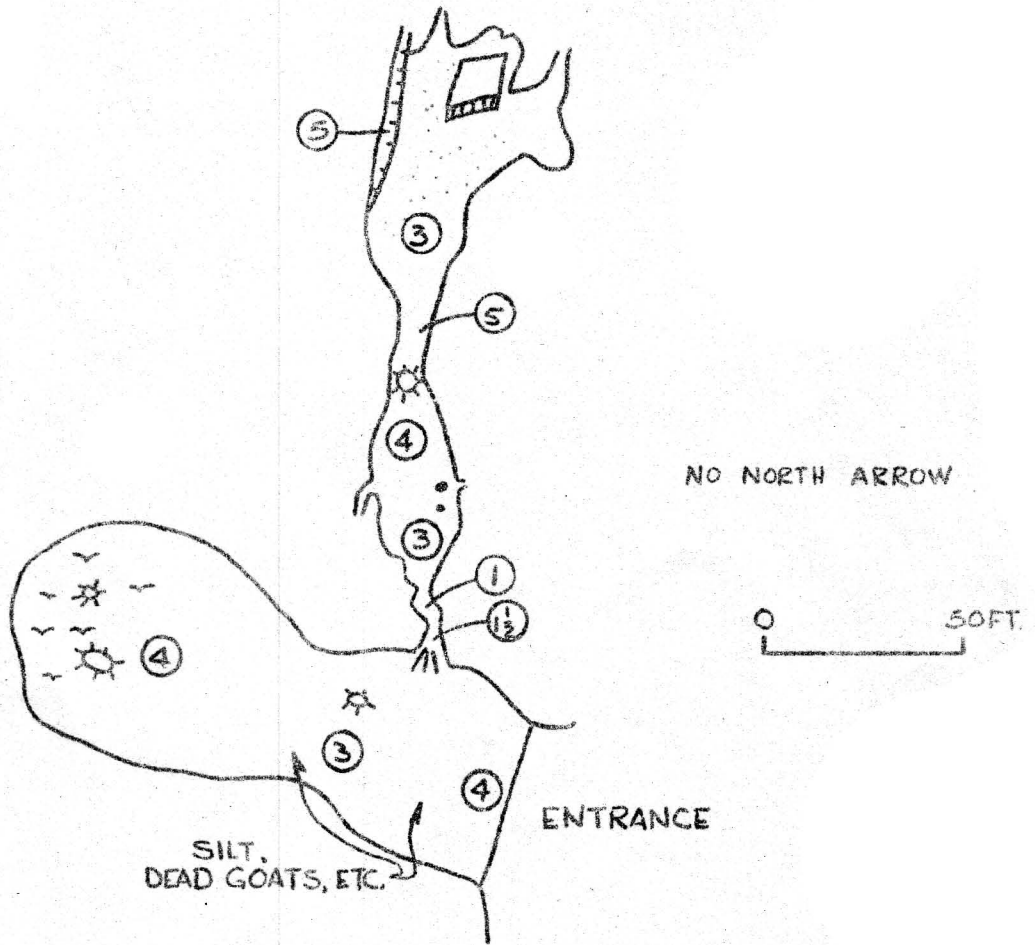 5
3
5
4
NO NORTH ARROW
3
1
1½
0 50FT.
4
3
4
ENTRANCE
SILT,
DEAD GOATS, ETC.